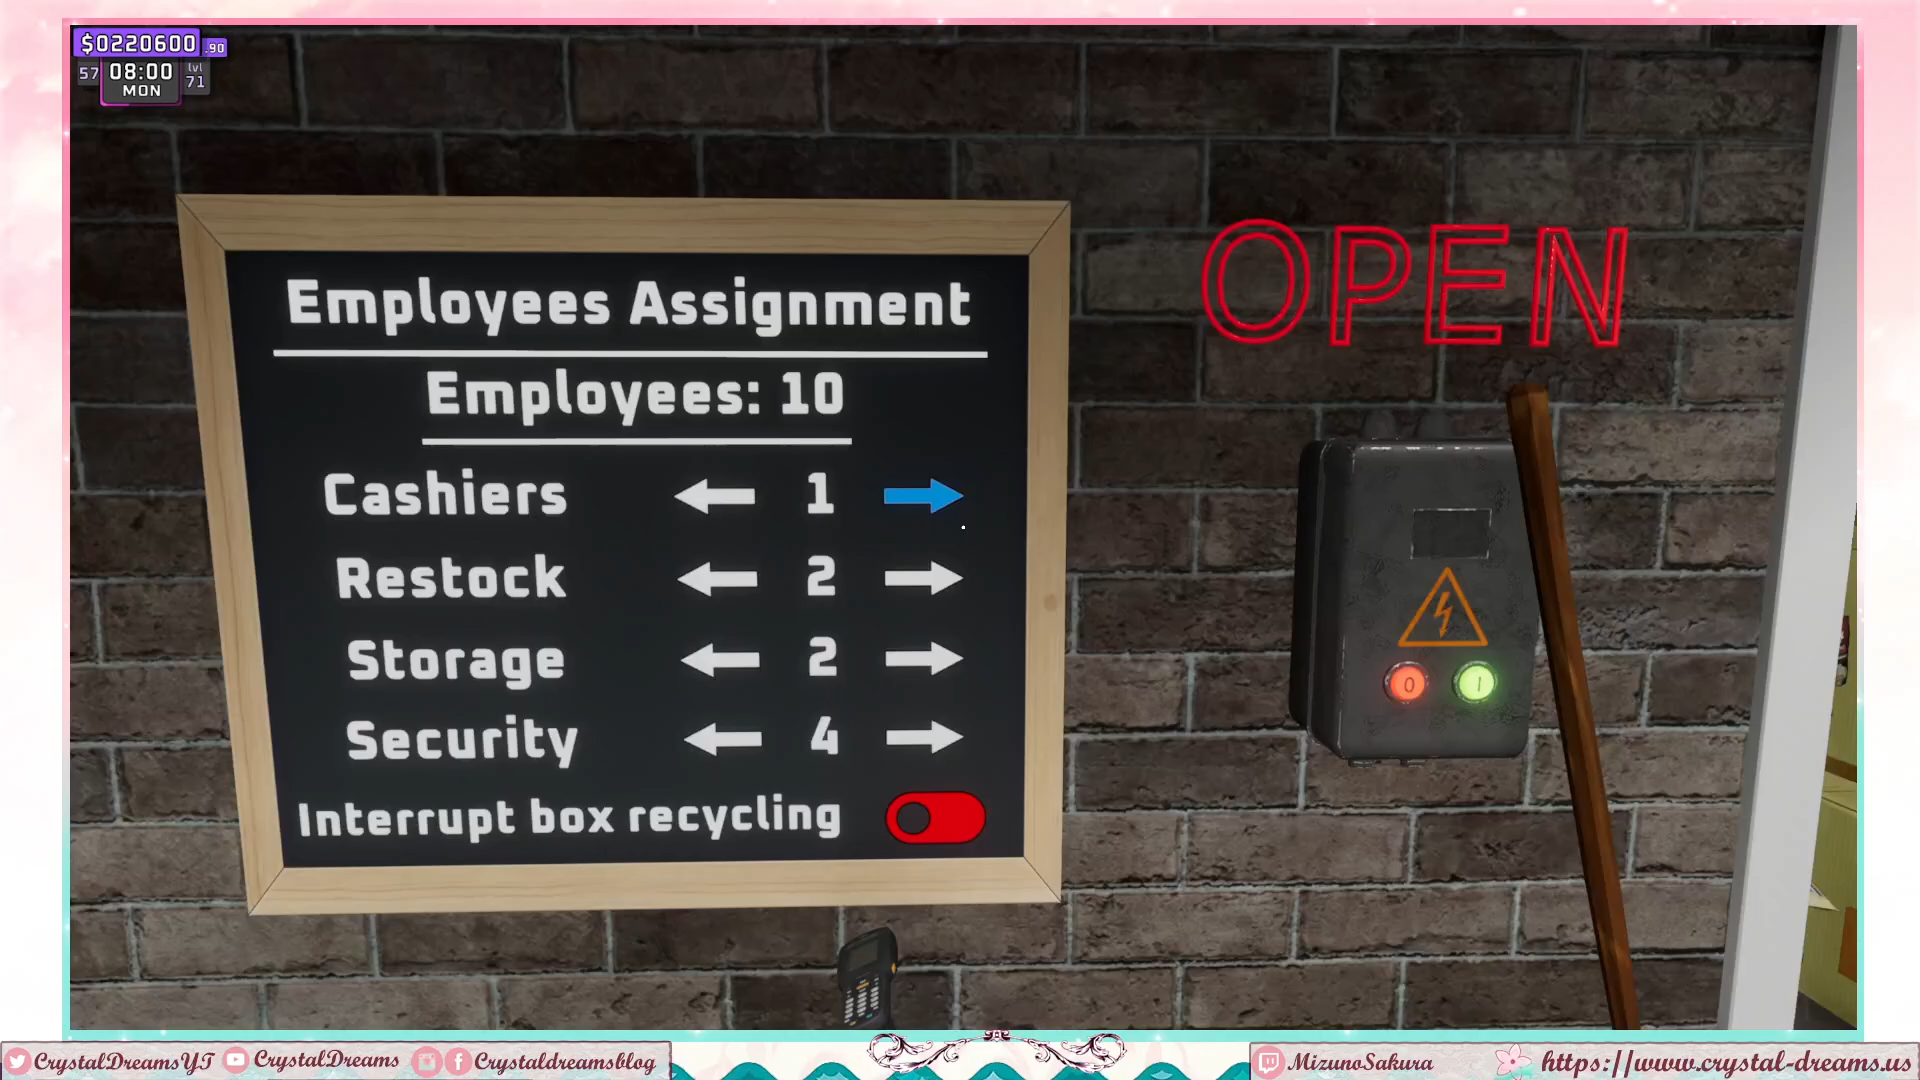 $0220600.90
57 08:00 lvl 71
MON
Employees Assignment
OPEN
Employees: 10
Cashiers 1
Restock 2
Storage 2
Security 4
Interrupt box recycling
0 I
CrystalDreamsYT CrystalDreams Crystaldreamsblog MizunoSakura https://www.crystal-dreams.us